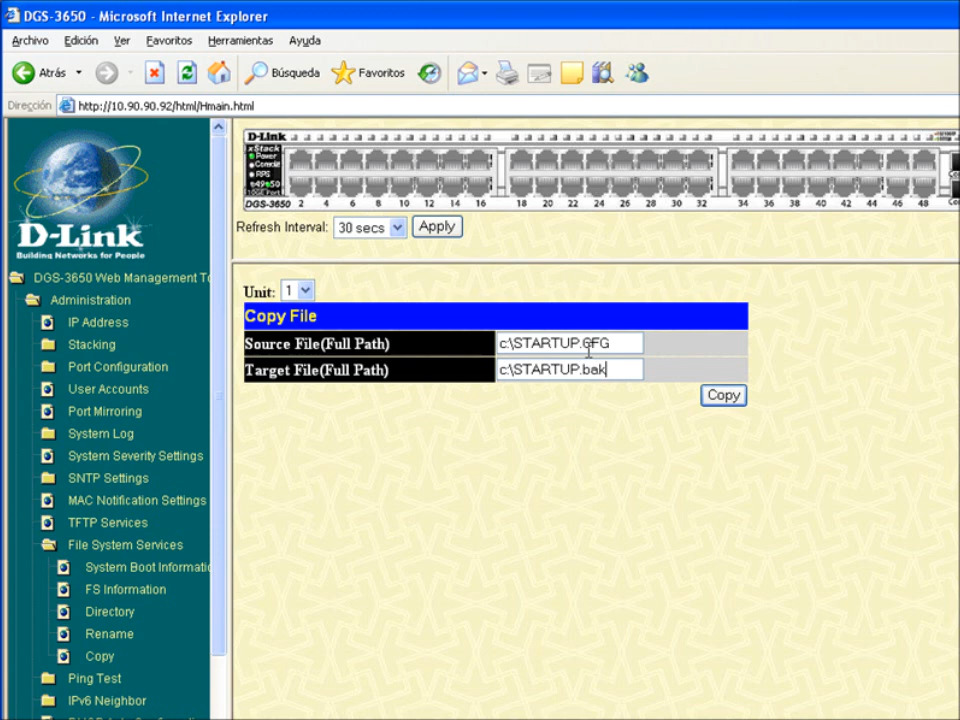 DGS-3650 - Microsoft Internet Explorer
Archivo Edición Ver Favoritos Herramientas Ayuda
Atrás Búsqueda Favoritos
Dirección http://10.90.90.92/html/Hmain.html
D-Link
Building Networks for People
D-Link
xStack
Power
Console
RPS
DGS-3650 2 4 6 8 10 12 14 16 18 20 22 24 26 28 30 32 34 36 38 40 42 44 46 48
Refresh Interval: 30 secs Apply
DGS-3650 Web Management To
Administration
IP Address
Stacking
Port Configuration
User Accounts
Port Mirroring
System Log
System Severity Settings
SNTP Settings
MAC Notification Settings
TFTP Services
File System Services
System Boot Informatio
FS Information
Directory
Rename
Copy
Ping Test
IPv6 Neighbor
Unit: 1
Copy File
Source File(Full Path) c:\STARTUP.CFG
Target File(Full Path) c:\STARTUP.bak
Copy